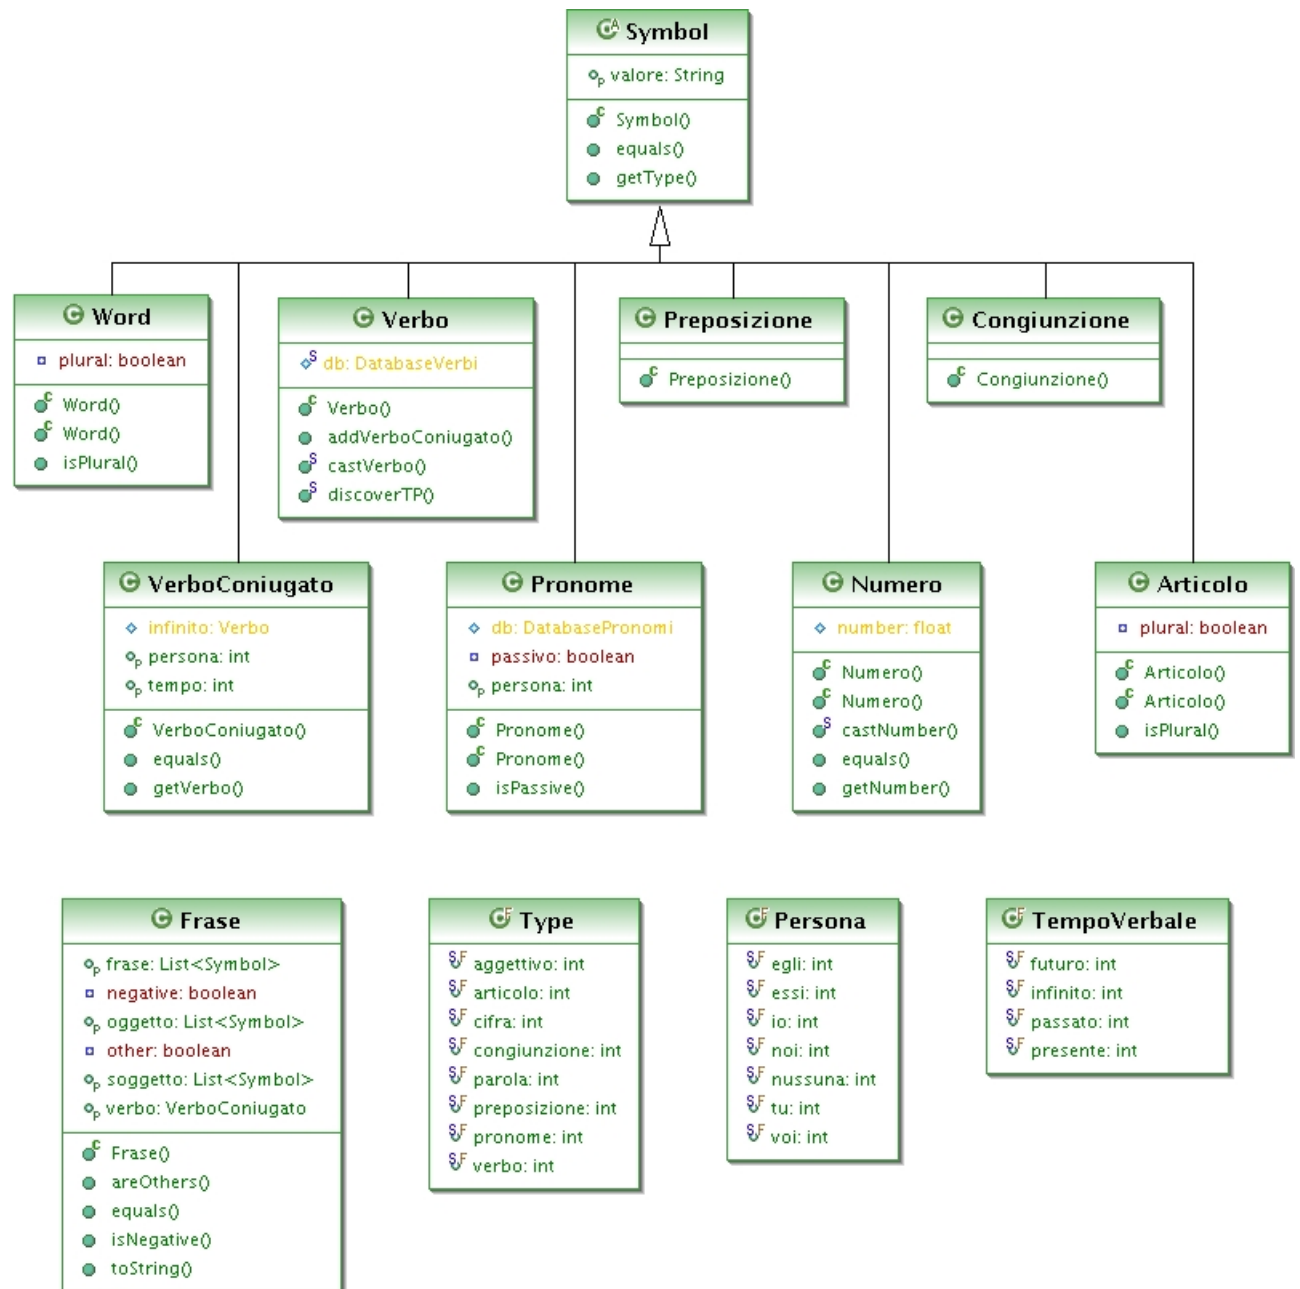 Symbol
valore: String
Symbol()
equals()
getType()
Word
plural: boolean
Word()
Word()
isPlural()
Verbo
db: DatabaseVerbi
Verbo()
addVerboConiugato()
castVerbo()
discoverTP()
Preposizione
Preposizione()
Congiunzione
Congiunzione()
VerboConiugato
infinito: Verbo
persona: int
tempo: int
VerboConiugato()
equals()
getVerbo()
Pronome
db: DatabasePronomi
passivo: boolean
persona: int
Pronome()
Pronome()
isPassive()
Numero
number: float
Numero()
Numero()
castNumber()
equals()
getNumber()
Articolo
plural: boolean
Articolo()
Articolo()
isPlural()
Frase
frase: List<Symbol>
negative: boolean
oggetto: List<Symbol>
other: boolean
soggetto: List<Symbol>
verbo: VerboConiugato
Frase()
areOthers()
equals()
isNegative()
toString()
Type
aggettivo: int
articolo: int
cifra: int
congiunzione: int
parola: int
preposizione: int
pronome: int
verbo: int
Persona
egli: int
essi: int
io: int
noi: int
nussuna: int
tu: int
voi: int
TempoVerbale
futuro: int
infinito: int
passato: int
presente: int